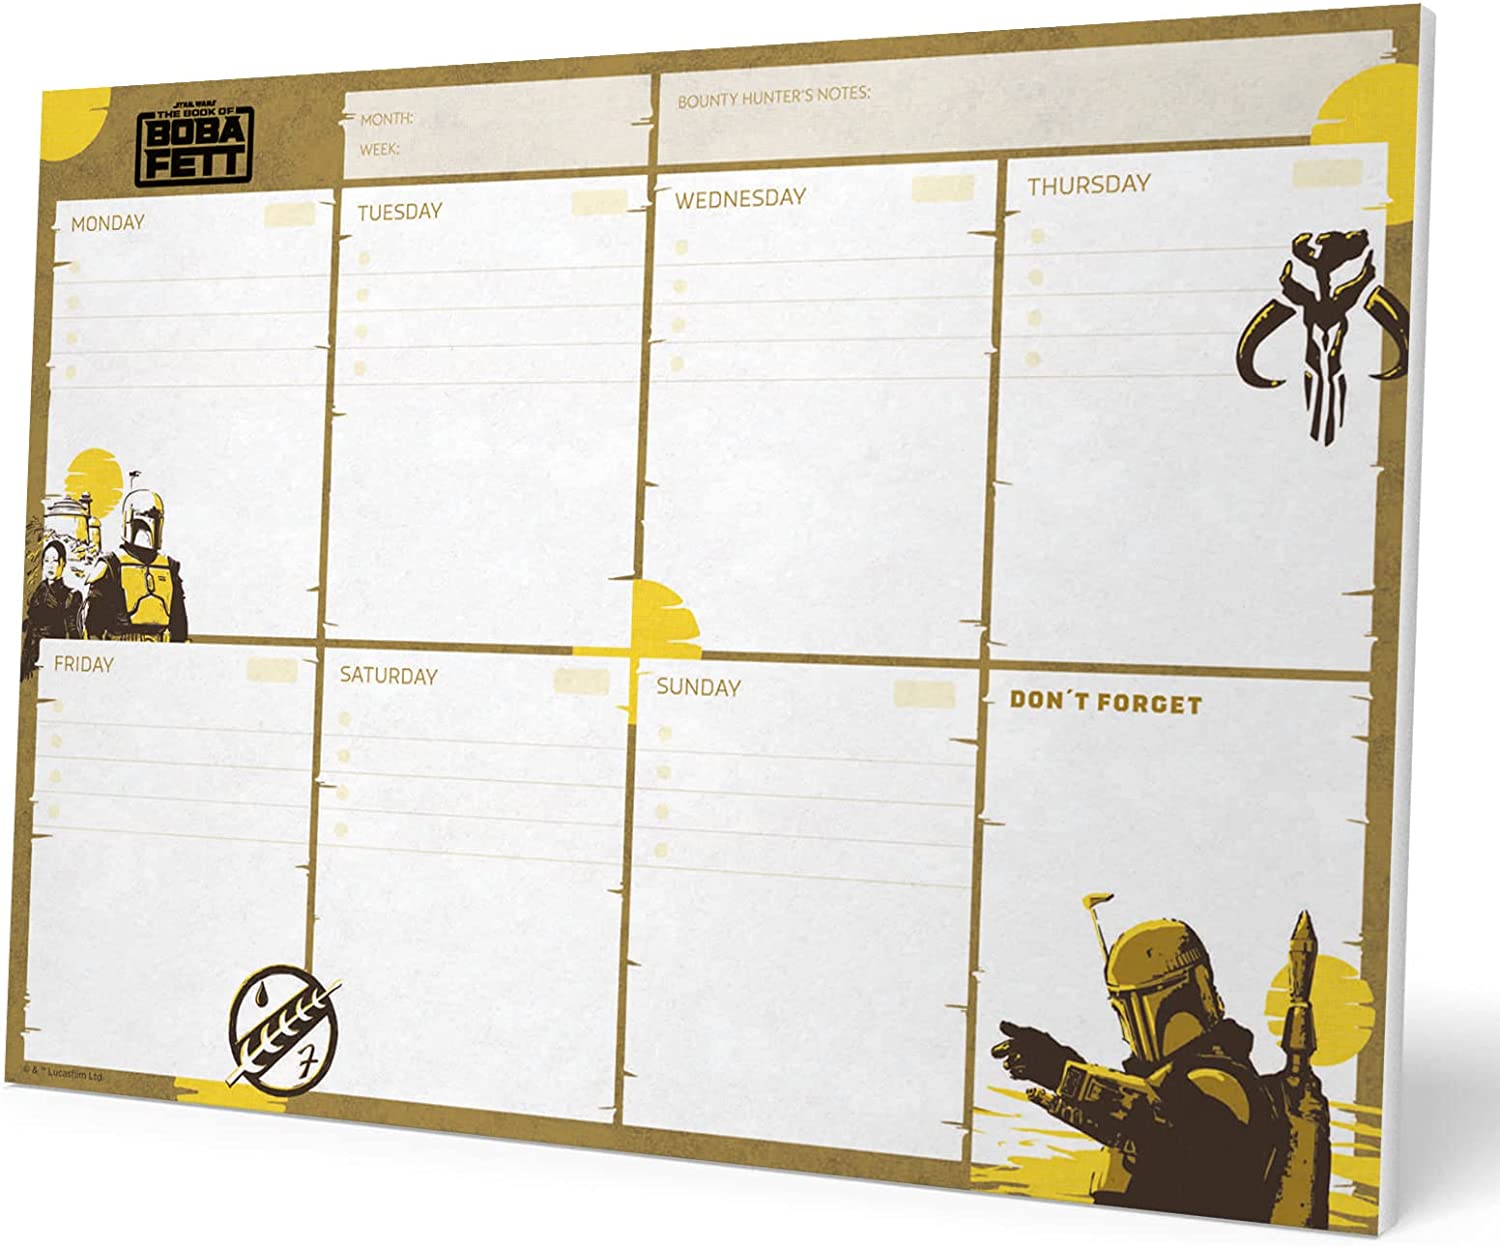 STAR WARS
THE BOOK OF
BOBA
FETT
MONTH:
WEEK:
BOUNTY HUNTER'S NOTES:
MONDAY
TUESDAY
WEDNESDAY
THURSDAY
FRIDAY
SATURDAY
SUNDAY
DON´T FORGET
© & ™ Lucasfilm Ltd.